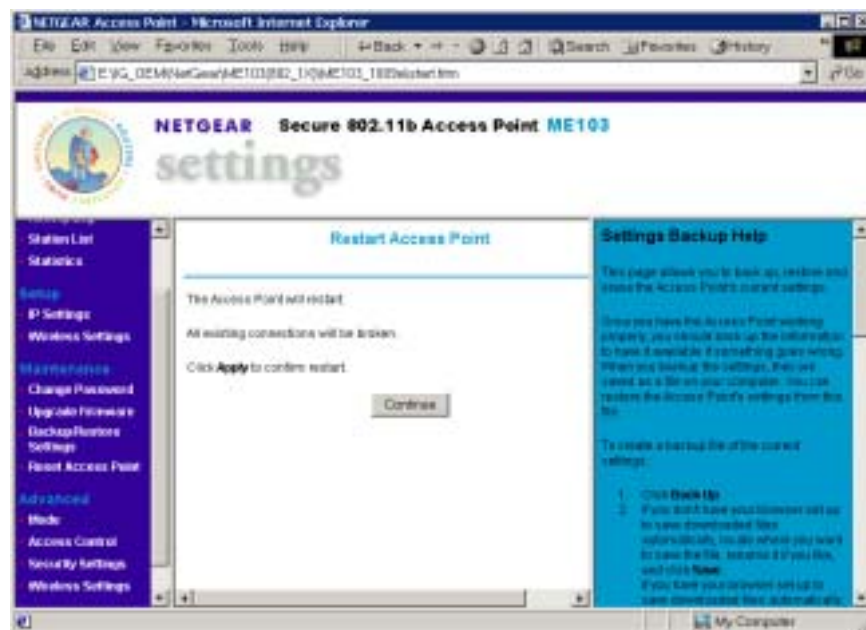 NETGEAR Access Point - Microsoft Internet Explorer
File Edit View Favorites Tools Help Back Search Favorites History
Address
Go
NETGEAR Secure 802.11b Access Point ME103
settings
Station List
Statistics
Setup
IP Settings
Wireless Settings
Maintenance
Change Password
Upgrade Firmware
Backup/Restore
Settings
Reset Access Point
Advanced
Mode
Access Control
Security Settings
Wireless Settings
Restart Access Point
The Access Point will restart.
All existing connections will be broken.
Click Apply to confirm restart.
Continue
Settings Backup Help
This page allows you to back up, restore and
erase the Access Point's current settings.
Once you have the Access Point working
properly, you should back up the information
to have it available if something goes wrong.
When you backup the settings, they are
saved as a file on your computer. You can
restore the Access Point's settings from this
file.
To create a backup file of the current
settings:
1. Click Back Up.
2. If you don't have your browser set up
to save downloaded files
automatically, locate where you want
to save the file, rename it if you like,
and click Save.
If you have your browser set up to
save downloaded files automatically,
My Computer